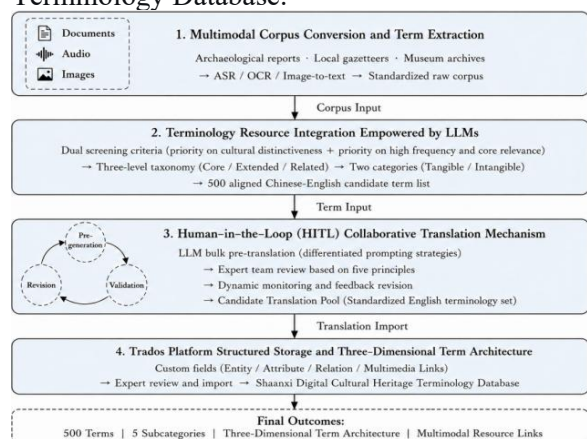 Terminology Database.
Documents
Audio
Images
1. Multimodal Corpus Conversion and Term Extraction
Archaeological reports · Local gazetteers · Museum archives
→ ASR / OCR / Image-to-text → Standardized raw corpus
Corpus Input
2. Terminology Resource Integration Empowered by LLMs
Dual screening criteria (priority on cultural distinctiveness + priority on high frequency and core relevance)
→ Three-level taxonomy (Core / Extended / Related) → Two categories (Tangible / Intangible)
→ 500 aligned Chinese-English candidate term list
Term Input
3. Human-in-the-Loop (HITL) Collaborative Translation Mechanism
Pre-
generation
Revision
Validation
LLM bulk pre-translation (differentiated prompting strategies)
→ Expert team review based on five principles
→ Dynamic monitoring and feedback revision
→ Candidate Translation Pool (Standardized English terminology set)
Translation Import
4. Trados Platform Structured Storage and Three-Dimensional Term Architecture
Custom fields (Entity / Attribute / Relation / Multimedia Links)
→ Expert review and import → Shaanxi Digital Cultural Heritage Terminology Database
Final Outcomes:
500 Terms | 5 Subcategories | Three-Dimensional Term Architecture | Multimodal Resource Links